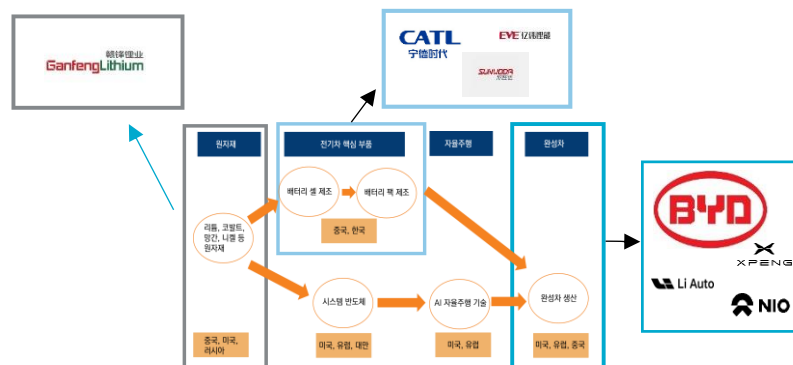 赣锋锂业
GanfengLithium
CATL
宁德时代
EVE 亿纬锂能
SUNWODA
欣旺达
원자재
전기차 핵심 부품
자율주행
완성차
배터리 셀 제조
배터리 팩 제조
중국, 한국
리튬, 코발트,
망간, 니켈 등
원자재
시스템 반도체
AI 자율주행 기술
완성차 생산
중국, 미국,
러시아
미국, 유럽, 대만
미국, 유럽
미국, 유럽, 중국
BYD
XPENG
Li Auto
NIO